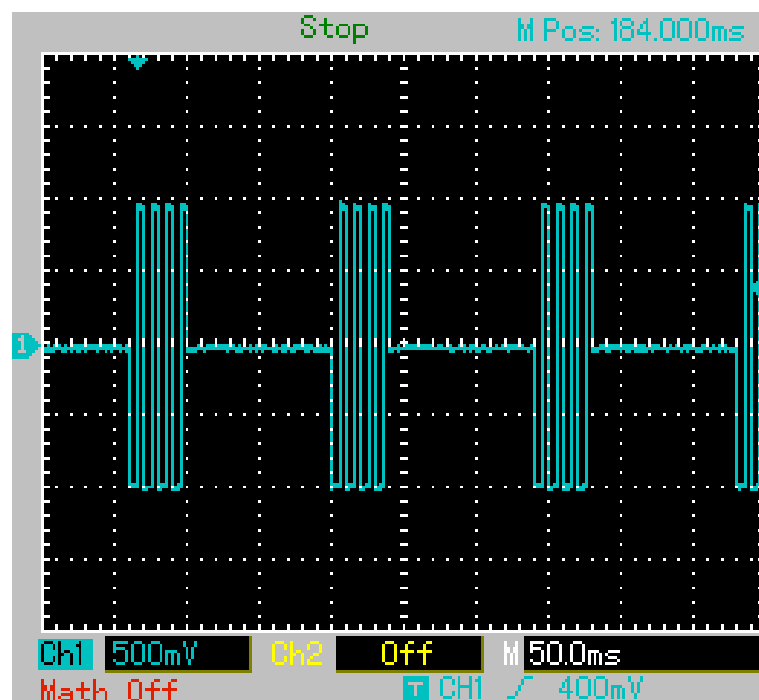 Stop M Pos: 184.000ms
1
Ch1 500mV Ch2 Off M 50.0ms
Math Off T CH1 400mV